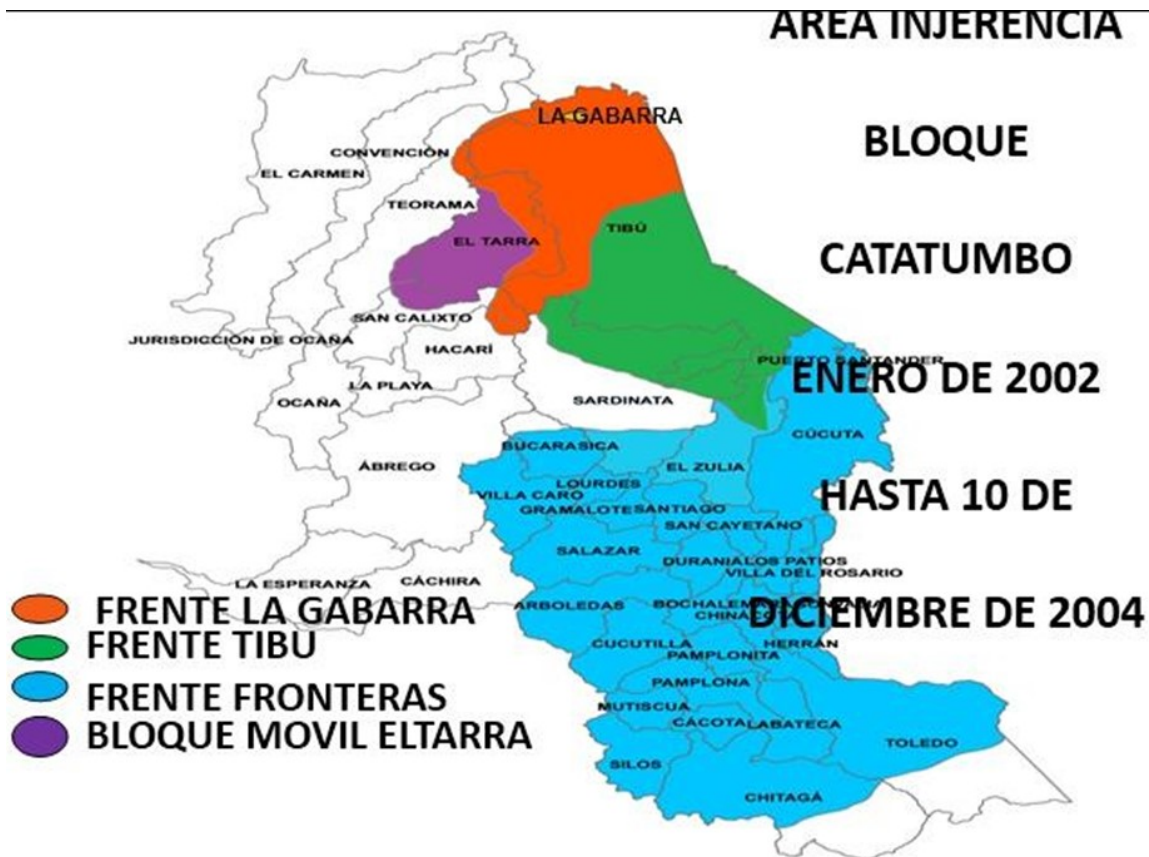 AREA INJERENCIA
BLOQUE
CATATUMBO
ENERO DE 2002
HASTA 10 DE
DICIEMBRE DE 2004
LA GABARRA
CONVENCIÓN
EL CARMEN
TEORAMA
TIBÚ
EL TARRA
SAN CALIXTO
JURISDICCIÓN DE OCAÑA
HACARÍ
PUERTO SANTANDER
LA PLAYA
OCAÑA
SARDINATA
CÚCUTA
BUCARASICA
ÁBREGO
EL ZULIA
LOURDES
VILLA CARO
GRAMALOTE
SANTIAGO
SAN CAYETANO
SALAZAR
DURANIA
LOS PATIOS
VILLA DEL ROSARIO
LA ESPERANZA
CÁCHIRA
ARBOLEDAS
BOCHALEMA
CHINÁCO
CUCUTILLA
HERRÁN
PAMPLONITA
PAMPLONA
MUTISCUA
CÁCOTA
LABATECA
TOLEDO
SILOS
CHITAGÁ
FRENTE LA GABARRA
FRENTE TIBU
FRENTE FRONTERAS
BLOQUE MOVIL ELTARRA